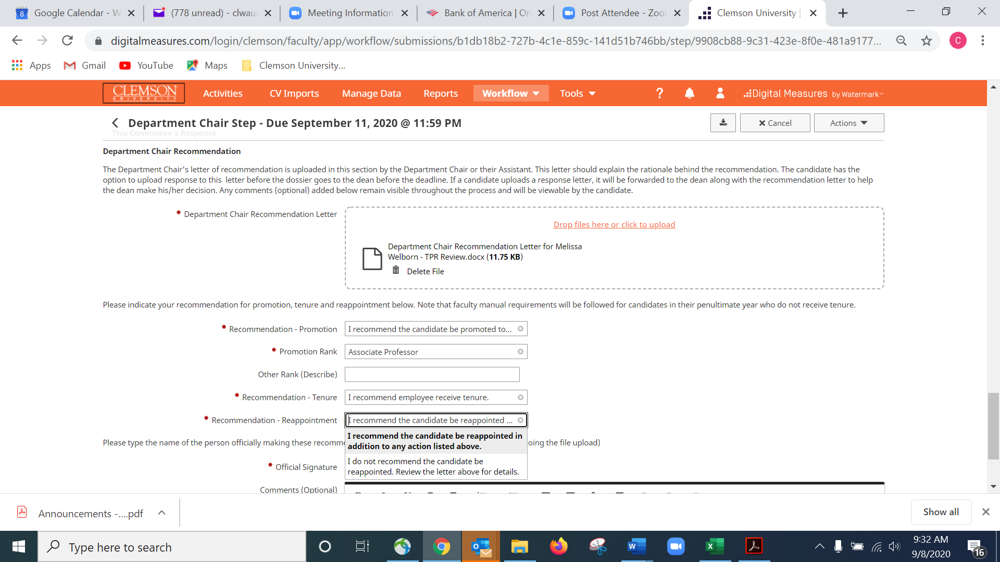 8 Google Calendar - W
(778 unread) - clwau
Meeting Information
Bank of America | On
Post Attendee - Zoo
Clemson University |
digitalmeasures.com/login/clemson/faculty/app/workflow/submissions/b1db18b2-727b-4c1e-859c-141d51b746bb/step/9908cb88-9c31-423e-8f0e-481a9177...
C
Apps Gmail YouTube Maps Clemson University...
CLEMSON
UNIVERSITY
Activities CV Imports Manage Data Reports Workflow Tools ? Digital Measures by Watermark™
Department Chair Step - Due September 11, 2020 @ 11:59 PM
Cancel Actions
This Committee's Response
Department Chair Recommendation
The Department Chair's letter of recommendation is uploaded in this section by the Department Chair or their Assistant. This letter should explain the rationale behind the recommendation. The candidate has the
option to upload response to this letter before the dossier goes to the dean before the deadline. If a candidate uploads a response letter, it will be forwarded to the dean along with the recommendation letter to help
the dean make his/her decision. Any comments (optional) added below remain visible throughout the process and will be viewable by the candidate.
* Department Chair Recommendation Letter
Drop files here or click to upload
Department Chair Recommendation Letter for Melissa
Welborn - TPR Review.docx (11.75 KB)
Delete File
Please indicate your recommendation for promotion, tenure and reappointment below. Note that faculty manual requirements will be followed for candidates in their penultimate year who do not receive tenure.
* Recommendation - Promotion I recommend the candidate be promoted to...
* Promotion Rank Associate Professor
Other Rank (Describe)
* Recommendation - Tenure I recommend employee receive tenure.
* Recommendation - Reappointment I recommend the candidate be reappointed ...
I recommend the candidate be reappointed in
addition to any action listed above.
Please type the name of the person officially making these recomme oing the file upload)
I do not recommend the candidate be
reappointed. Review the letter above for details.
* Official Signature
Comments (Optional)
Announcements -....pdf
Show all
Type here to search
9:32 AM
9/8/2020
16